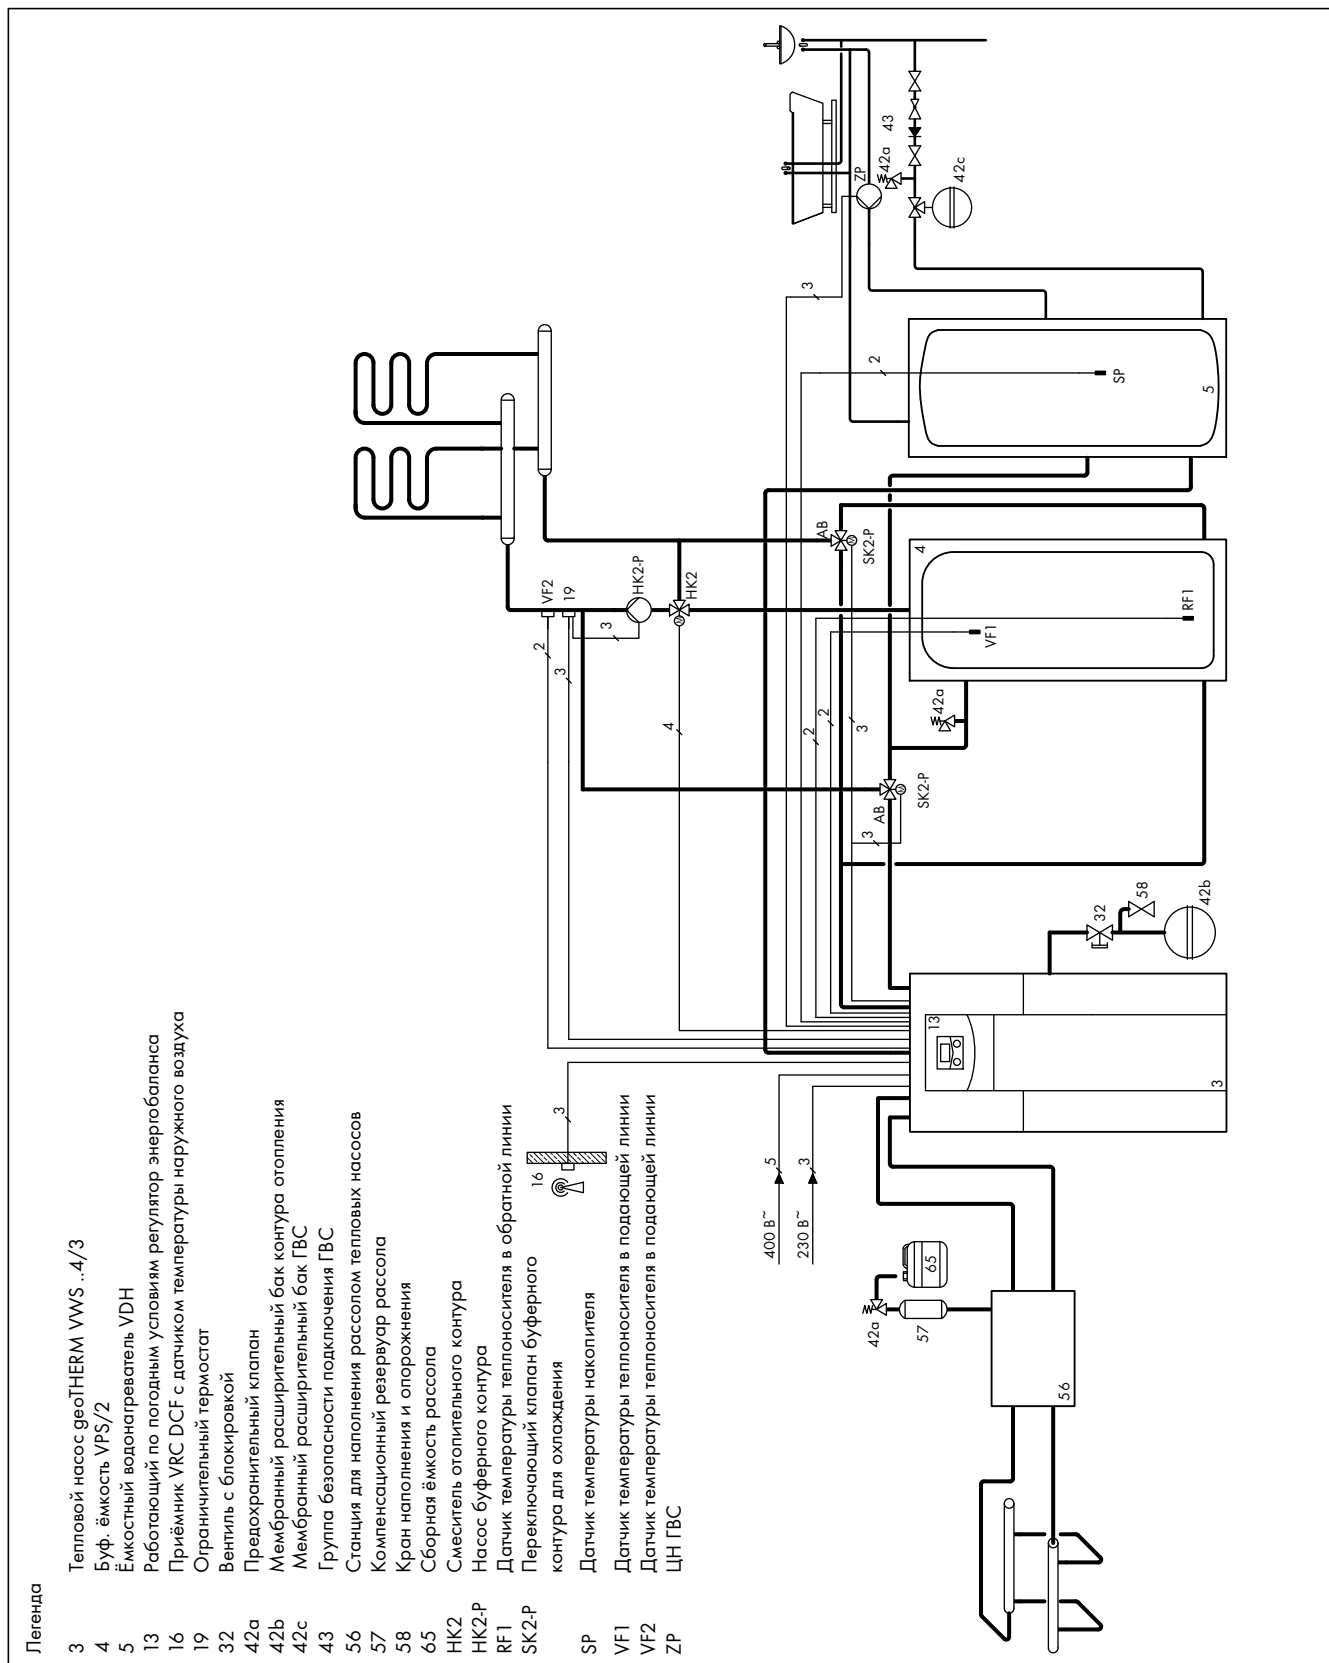 Легенда
3 Тепловой насос geoTHERM VWS ..4/3
4 Буф. ёмкость VPS/2
5 Ёмкостный водонагреватель VDH
13 Работающий по погодным условиям регулятор энергобаланса
16 Приёмник VRC DCF с датчиком температуры наружного воздуха
19 Ограничительный термостат
32 Вентиль с блокировкой
42a Предохранительный клапан
42b Мембранный расширительный бак контура отопления
42c Мембранный расширительный бак ГВС
43 Группа безопасности подключения ГВС
56 Станция для наполнения рассолом тепловых насосов
57 Компенсационный резервуар рассола
58 Кран наполнения и опорожнения
65 Сборная ёмкость рассола
HK2 Смеситель отопительного контура
HK2-P Насос буферного контура
RF1 Датчик температуры теплоносителя в обратной линии
SK2-P Переключающий клапан буферного
контура для охлаждения
SP Датчик температуры накопителя
VF1 Датчик температуры теплоносителя в подающей линии
VF2 Датчик температуры теплоносителя в подающей линии
ZP ЦН ГВС
16
3
400 В~
5
230 В~
3
42a
57
65
56
13
3
32
58
42b
VF2
19
2
3
3
HK2-P
HK2
4
AB
SK2-P
2
2
3
3
AB
SK2-P
42a
4
VF1
RF1
3
2
SP
5
ZP
42a
43
42c
M
M
M